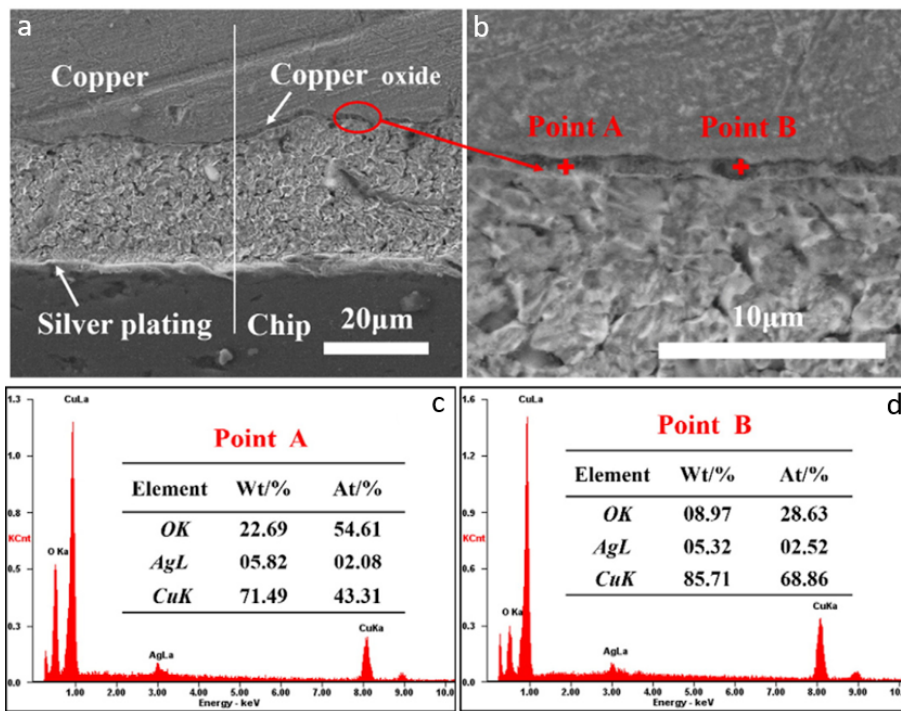 a
Copper
Copper oxide
Silver plating
Chip
20μm
b
Point A
Point B
10μm
c
1.3
1.0
0.8
KCnt
0.5
0.3
0.0
CuLa
O Ka
AgLa
CuKa
Point A
Element Wt/% At/%
OK 22.69 54.61
AgL 05.82 02.08
CuK 71.49 43.31
1.00 2.00 3.00 4.00 5.00 6.00 7.00 8.00 9.00 10.0
Energy - keV
d
1.6
1.3
1.0
KCnt
0.6
0.3
0.0
CuLa
O Ka
AgLa
CuKa
Point B
Element Wt/% At/%
OK 08.97 28.63
AgL 05.32 02.52
CuK 85.71 68.86
1.00 2.00 3.00 4.00 5.00 6.00 7.00 8.00 9.00 10.0
Energy - keV